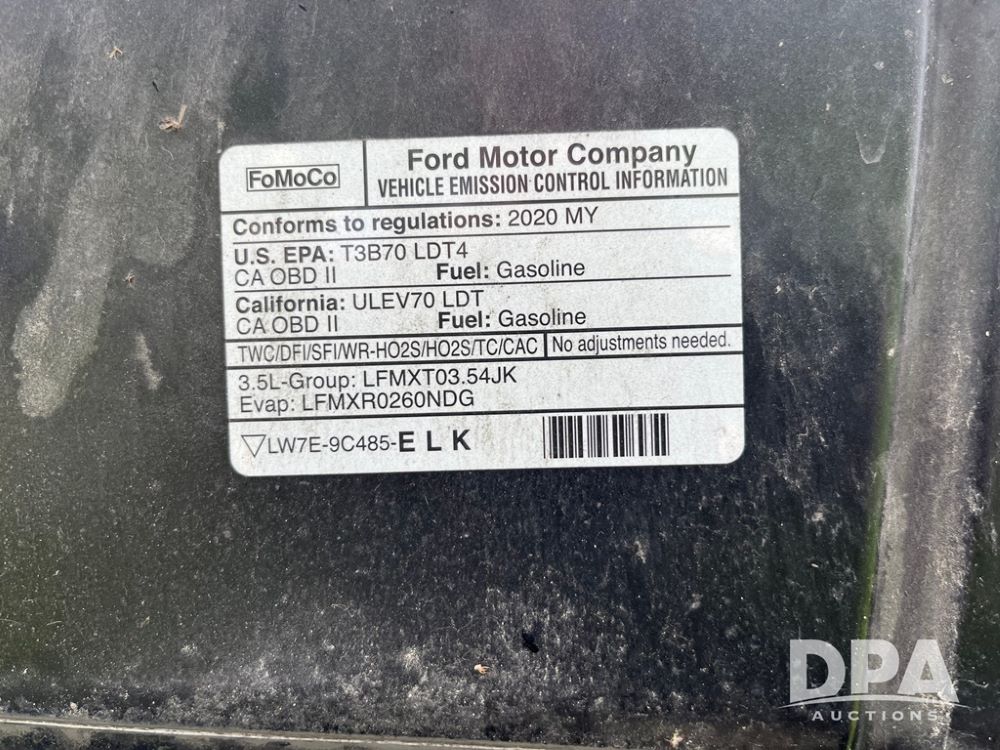 FoMoCo
Ford Motor Company
VEHICLE EMISSION CONTROL INFORMATION
Conforms to regulations: 2020 MY
U.S. EPA: T3B70 LDT4
CA OBD II Fuel: Gasoline
California: ULEV70 LDT
CA OBD II Fuel: Gasoline
TWC/DFI/SFI/WR-HO2S/HO2S/TC/CAC No adjustments needed.
3.5L-Group: LFMXT03.54JK
Evap: LFMXR0260NDG
LW7E-9C485-E L K
DPA
AUCTIONS